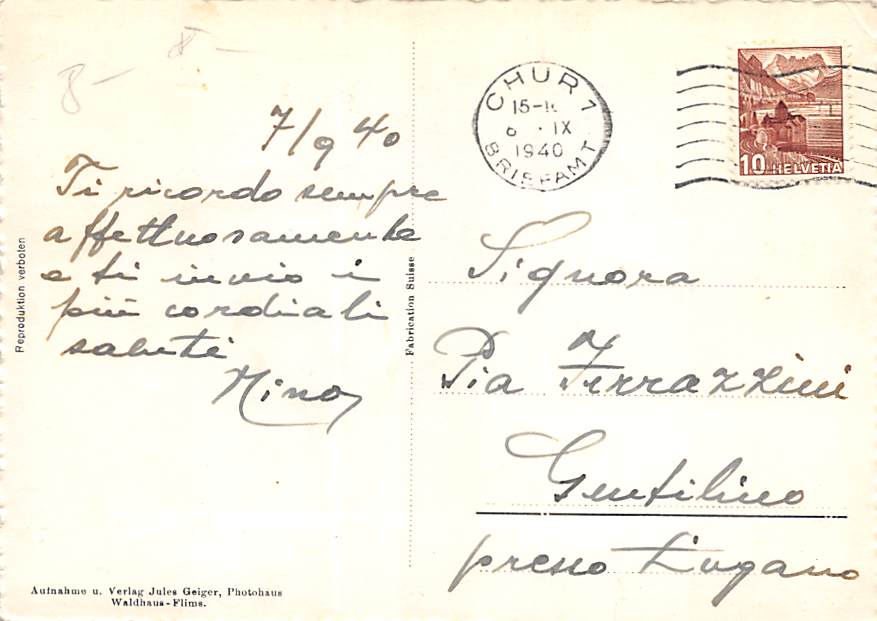 8 — 8 —
7/9 40
Ti ricordo sempre
affettuosamente
e ti invio i
più cordiali
saluti
Nino
Reproduktion verboten
Fabrication Suisse
Aufnahme u. Verlag Jules Geiger, Photohaus
Waldhaus-Flims.
CHUR 1
15-1
IX
1940
BRIEFAMT
10 HELVETIA
Signora
Pia Ferrazzini
Gentilino
presso Lugano